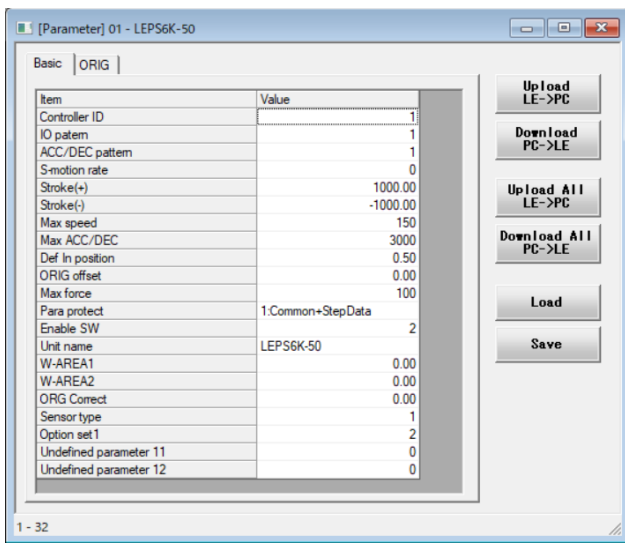 [Parameter] 01 - LEPS6K-50
Basic ORIG
Item Value
Controller ID 1
IO patern 1
ACC/DEC pattern 1
S-motion rate 0
Stroke(+) 1000.00
Stroke(-) -1000.00
Max speed 150
Max ACC/DEC 3000
Def In position 0.50
ORIG offset 0.00
Max force 100
Para protect 1:Common+StepData
Enable SW 2
Unit name LEPS6K-50
W-AREA1 0.00
W-AREA2 0.00
ORG Correct 0.00
Sensor type 1
Option set1 2
Undefined parameter 11 0
Undefined parameter 12 0
Upload
LE->PC
Download
PC->LE
Upload All
LE->PC
Download All
PC->LE
Load
Save
1 - 32